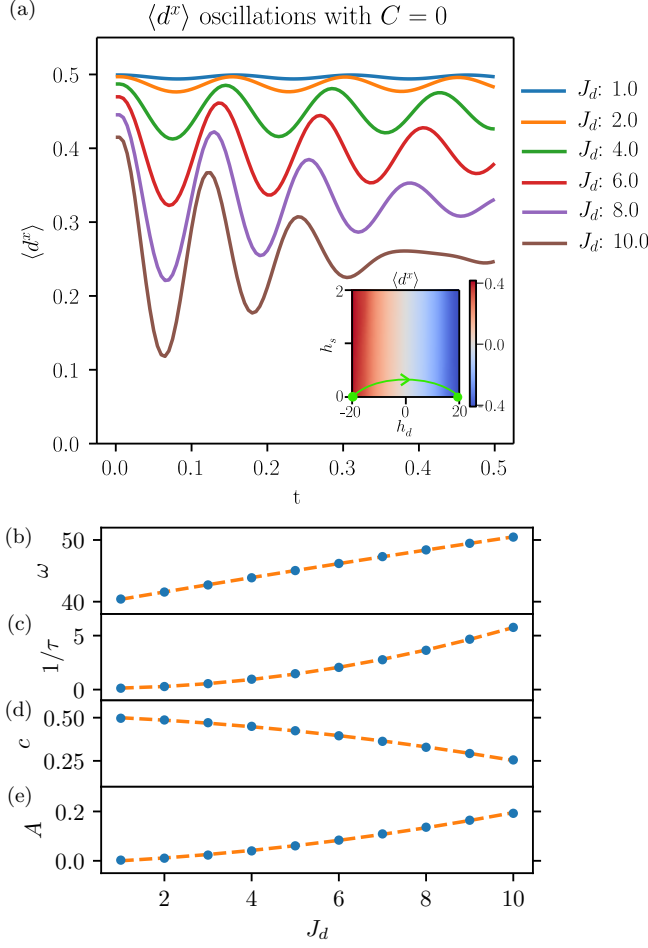 (a)
⟨d^x⟩ oscillations with C = 0
0.5
0.4
0.3
0.2
0.1
0.0
⟨d^x⟩
0.0 0.1 0.2 0.3 0.4 0.5
t
J_d: 1.0
J_d: 2.0
J_d: 4.0
J_d: 6.0
J_d: 8.0
J_d: 10.0
⟨d^x⟩
2
h_s
0
-20 0 20
h_d
0.4
0.0
-0.4
(b)
50
ω
40
(c)
5
1/τ
0
(d)
0.50
c
0.25
(e)
0.2
A
0.0
2 4 6 8 10
J_d